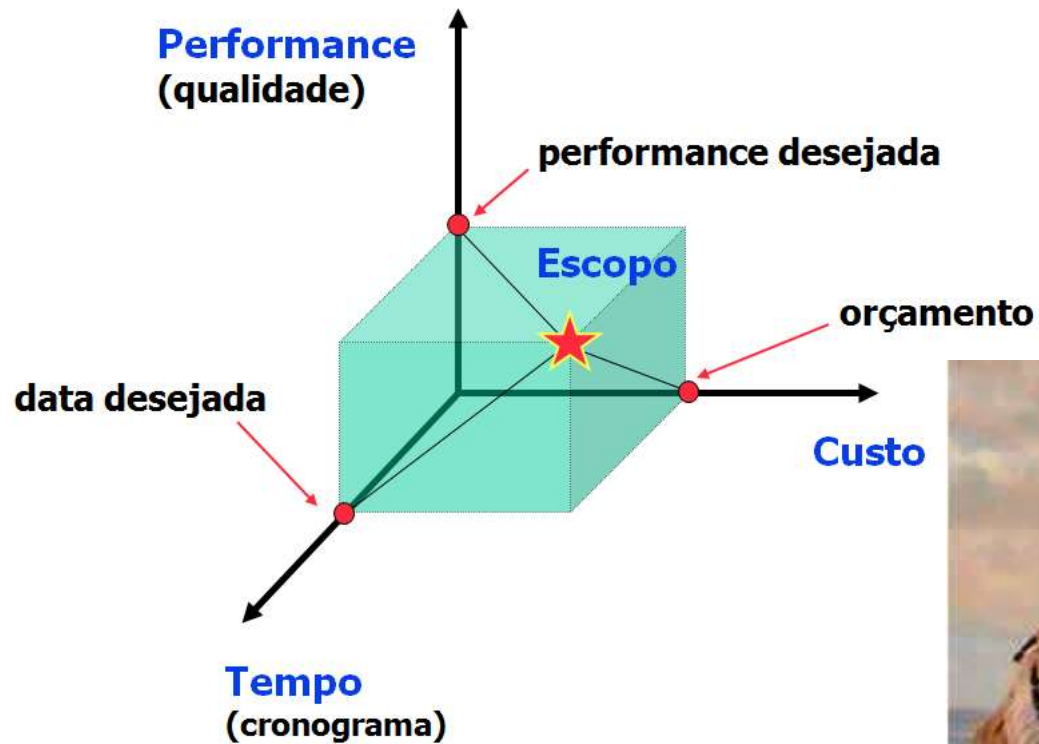 Performance
(qualidade)
performance desejada
Escopo
orçamento
data desejada
Custo
Tempo
(cronograma)